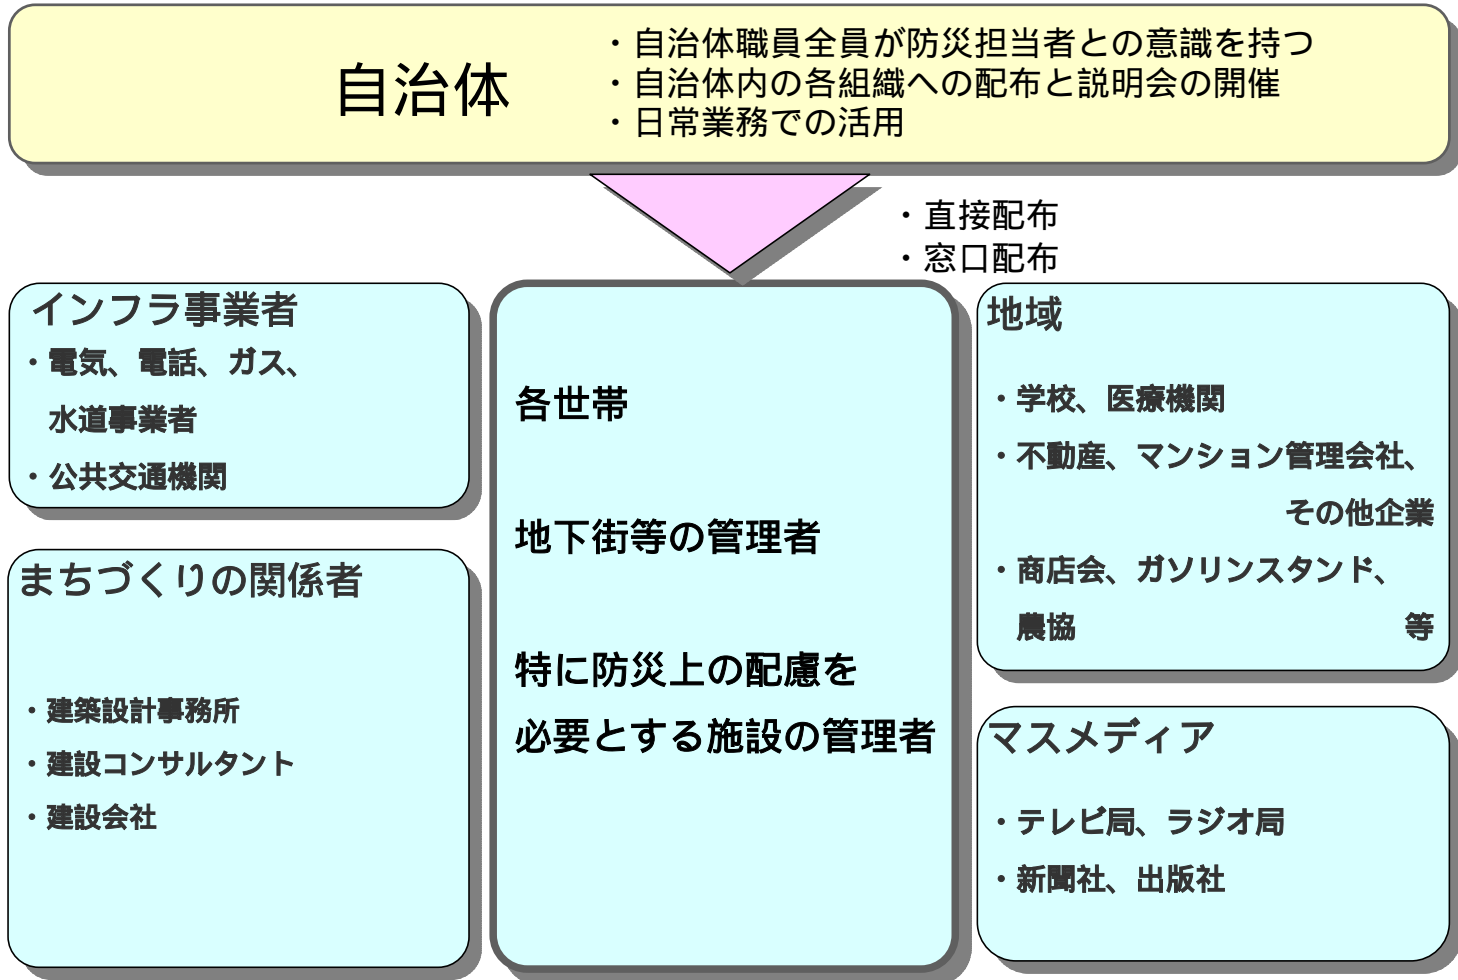 自治体
・自治体職員全員が防災担当者との意識を持つ
・自治体内の各組織への配布と説明会の開催
・日常業務での活用
・直接配布
・窓口配布
インフラ事業者
・電気、電話、ガス、
水道事業者
・公共交通機関
まちづくりの関係者
・建築設計事務所
・建設コンサルタント
・建設会社
各世帯
地下街等の管理者
特に防災上の配慮を
必要とする施設の管理者
地域
・学校、医療機関
・不動産、マンション管理会社、
その他企業
・商店会、ガソリンスタンド、
農協 等
マスメディア
・テレビ局、ラジオ局
・新聞社、出版社